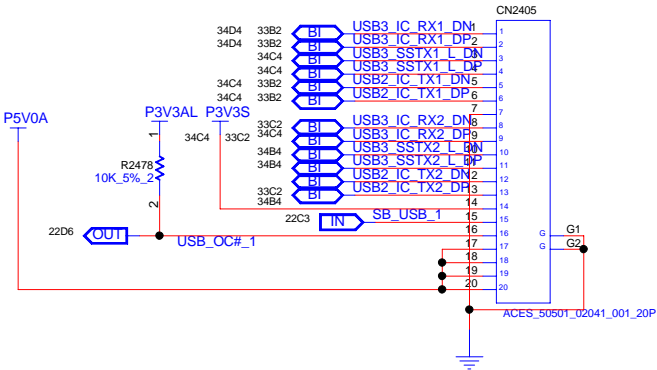 CN2405
34D4 33B2 BI USB3_IC_RX1_DN 1 1
34D4 33B2 BI USB3_IC_RX1_DP 2 2
34C4 BI USB3_SSTX1_L_DN 3 3
34C4 BI USB3_SSTX1_L_DP 4 4
34C4 33B2 BI USB2_IC_TX1_DN 5 5
34C4 33B2 BI USB2_IC_TX1_DP 6 6
P5V0A P3V3AL P3V3S 7 7
33C2 BI USB3_IC_RX2_DN 8 8
34C4 33C2 34C4 BI USB3_IC_RX2_DP 9 9
34B4 BI USB3_SSTX2_L_DN 10 10
34B4 BI USB3_SSTX2_L_DP 11 11
BI USB2_IC_TX2_DN 12 12
33C2 BI USB2_IC_TX2_DP 13 13
34B4 14 14
1 R2478 10K_5%_2 2
22C3 IN SB_USB_1 15 15
22D6 OUT USB_OC#_1 16 16 G G1
17 17 G G2
18 18
19 19
20 20
ACES_50501_02041_001_20P